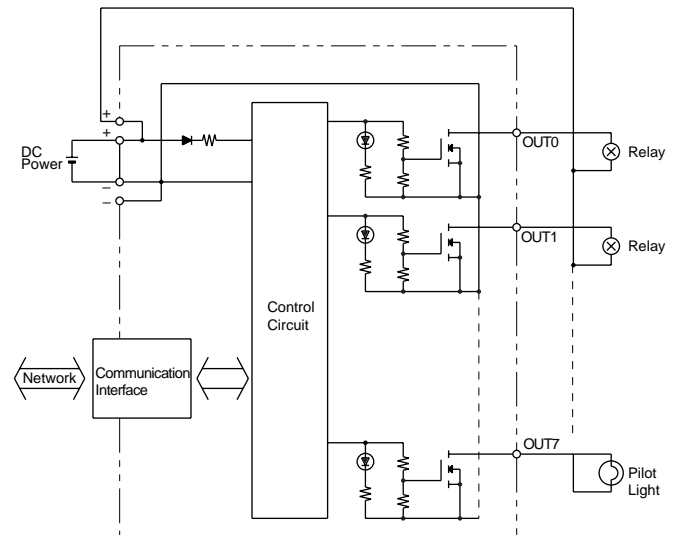 +
+
DC
Power
−
−
OUT0
Relay
OUT1
Relay
Control
Circuit
Network
Communication
Interface
OUT7
Pilot
Light